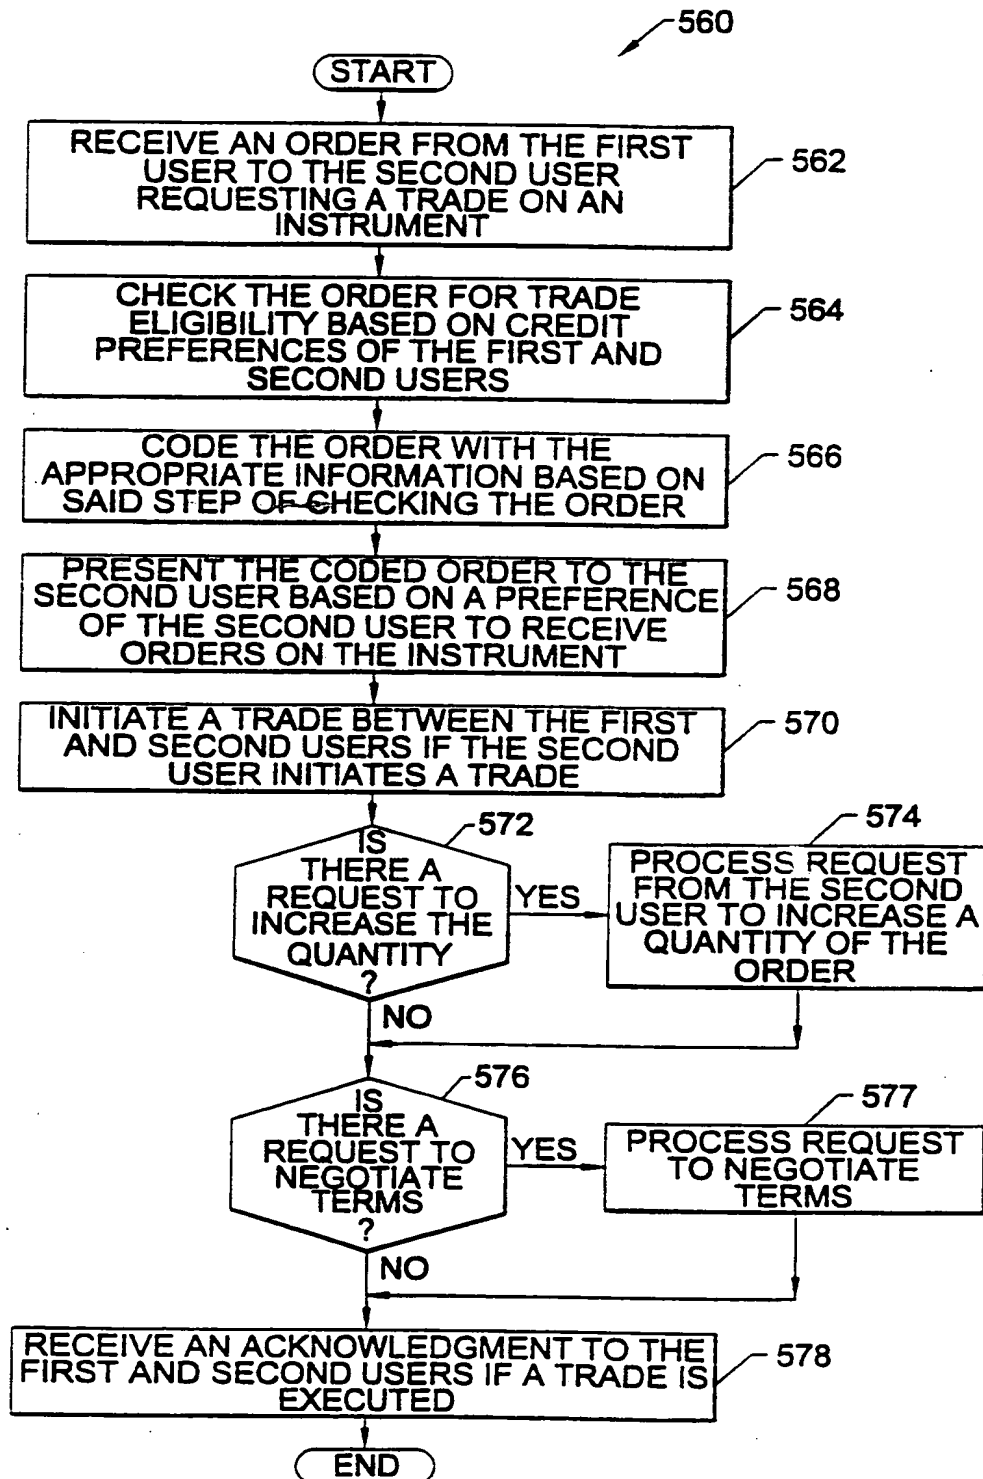 560
START
RECEIVE AN ORDER FROM THE FIRST
USER TO THE SECOND USER
REQUESTING A TRADE ON AN
INSTRUMENT
562
CHECK THE ORDER FOR TRADE
ELIGIBILITY BASED ON CREDIT
PREFERENCES OF THE FIRST AND
SECOND USERS
564
CODE THE ORDER WITH THE
APPROPRIATE INFORMATION BASED ON
SAID STEP OF CHECKING THE ORDER
566
PRESENT THE CODED ORDER TO THE
SECOND USER BASED ON A PREFERENCE
OF THE SECOND USER TO RECEIVE
ORDERS ON THE INSTRUMENT
568
INITIATE A TRADE BETWEEN THE FIRST
AND SECOND USERS IF THE SECOND
USER INITIATES A TRADE
570
572
IS
THERE A
REQUEST TO
INCREASE THE
QUANTITY
?
YES
NO
574
PROCESS REQUEST
FROM THE SECOND
USER TO INCREASE A
QUANTITY OF THE
ORDER
576
IS
THERE A
REQUEST TO
NEGOTIATE
TERMS
?
YES
NO
577
PROCESS REQUEST
TO NEGOTIATE
TERMS
RECEIVE AN ACKNOWLEDGMENT TO THE
FIRST AND SECOND USERS IF A TRADE IS
EXECUTED
578
END